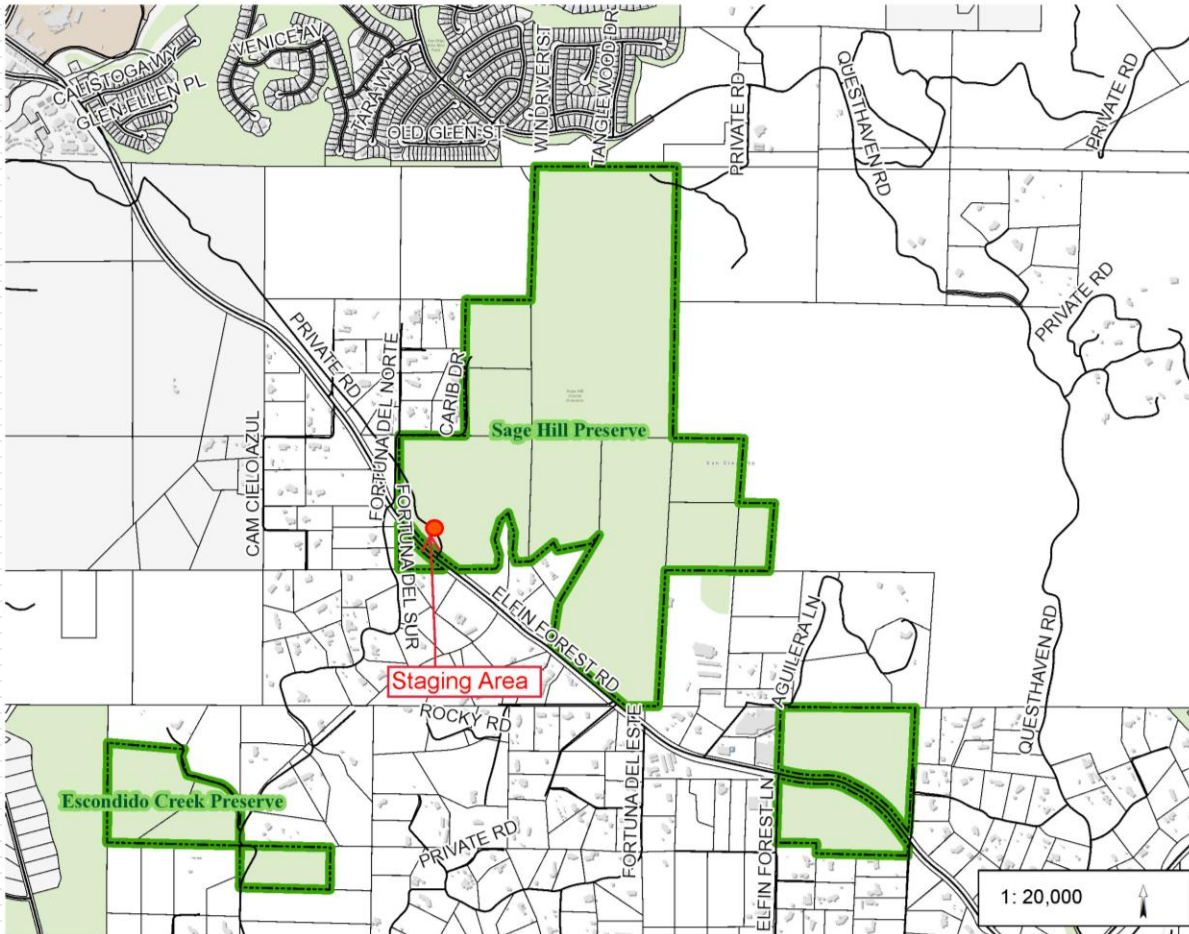 VENICE AV
CALISTOGA WY
GLEN ELLEN PL
TARA WY
OLD GLEN ST
WINDRIVER ST
TANGLEWOOD DR
PRIVATE RD
QUESTHAVEN RD
PRIVATE RD
PRIVATE RD
PRIVATE RD
FORTUNA DEL NORTE
CARIB DR
CAM CIELO AZUL
Sage Hill Preserve
FORTUNA DEL SUR
ELFIN FOREST RD
Staging Area
ROCKY RD
FORTUNA DEL ESTE
AGUILERA LN
QUESTHAVEN RD
Escondido Creek Preserve
PRIVATE RD
ELFIN FOREST LN
1: 20,000